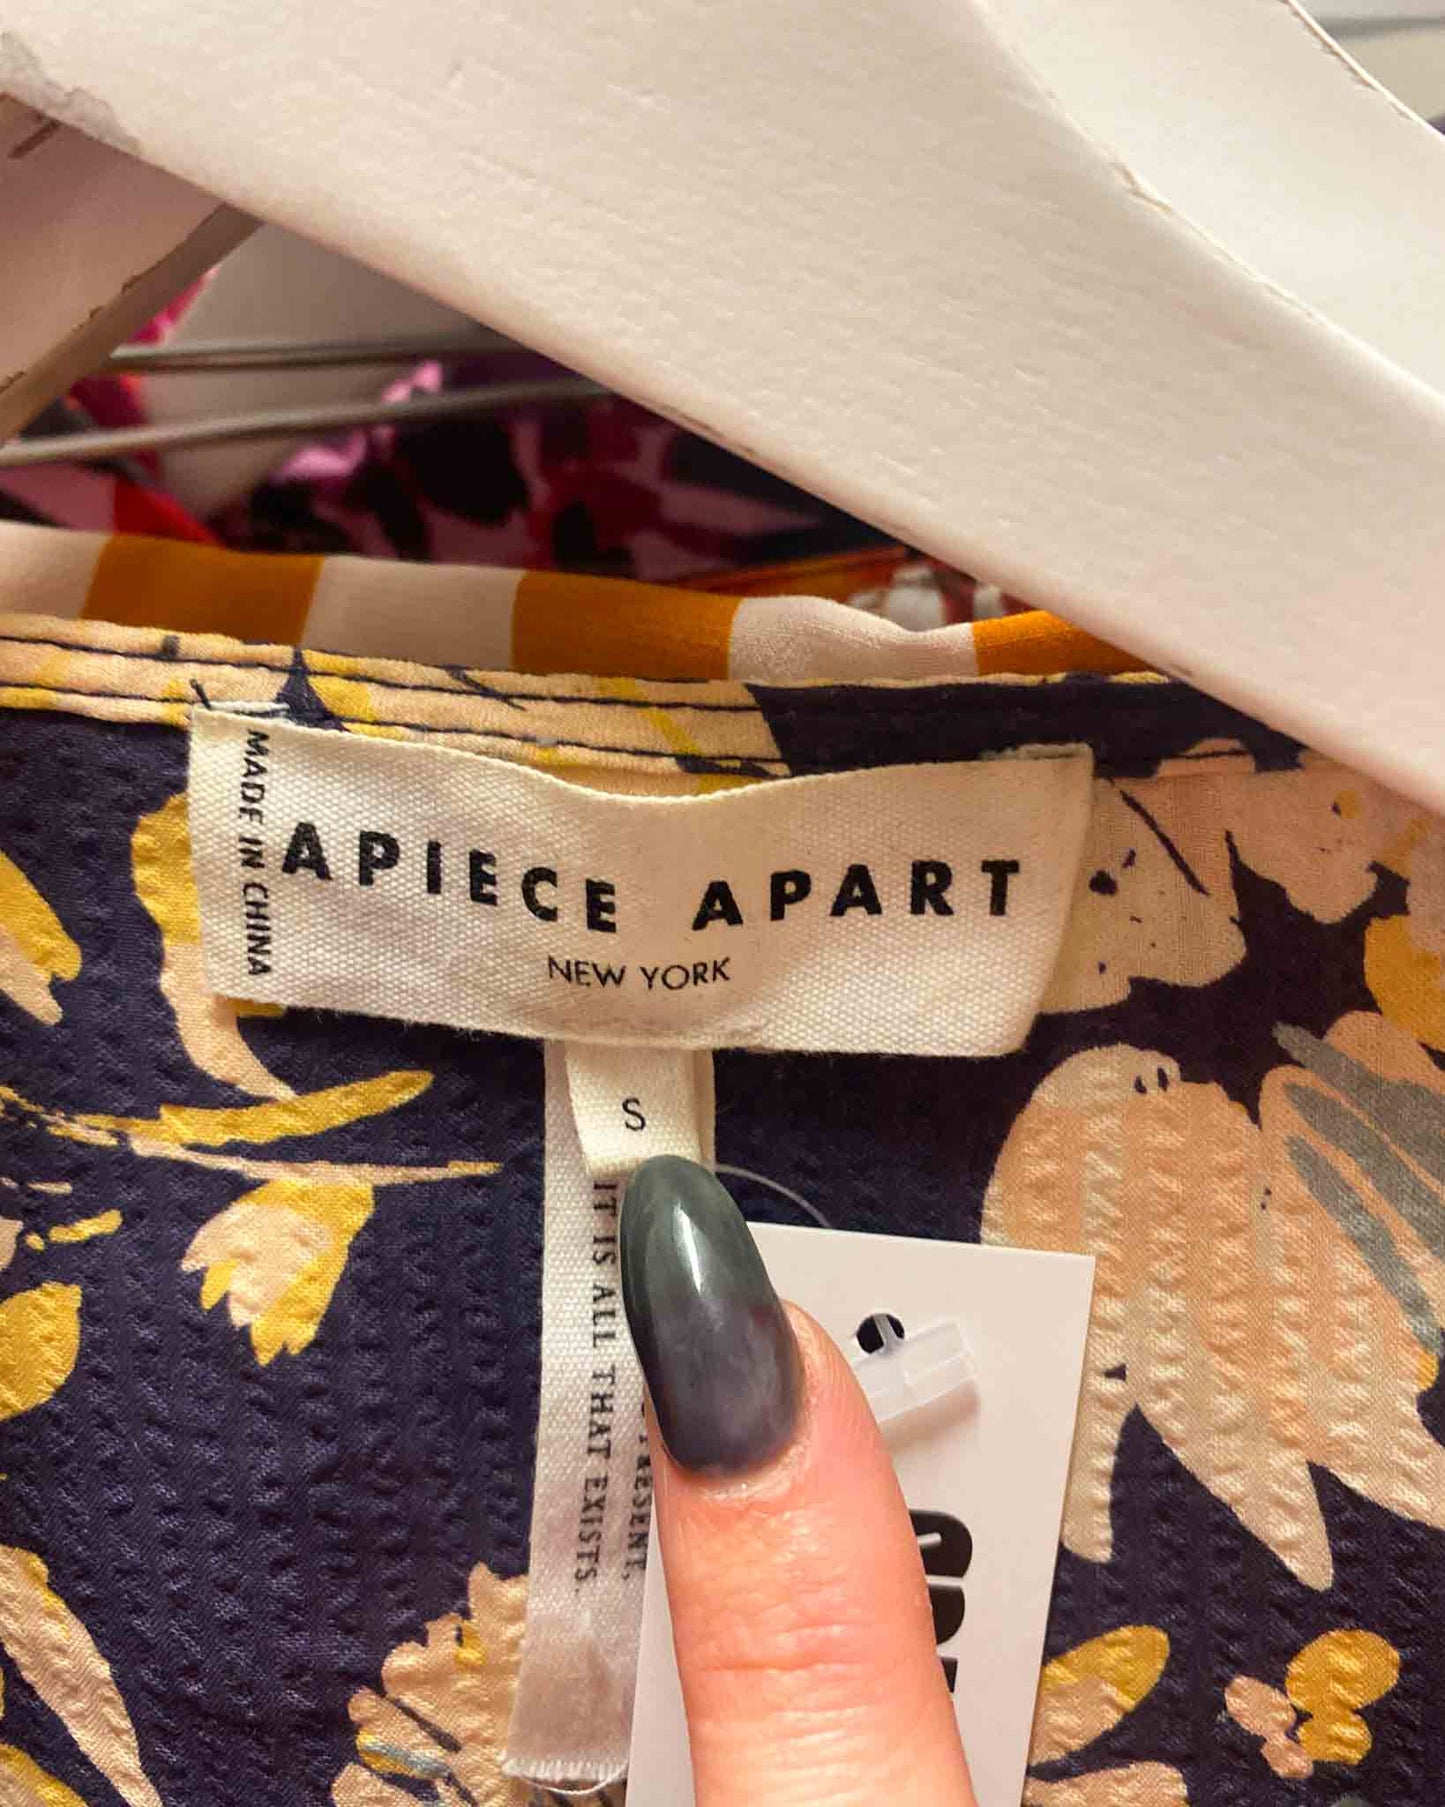 MADE IN CHINA
APIECE APART
NEW YORK
S
PRESENT,
IT IS ALL THAT EXISTS.